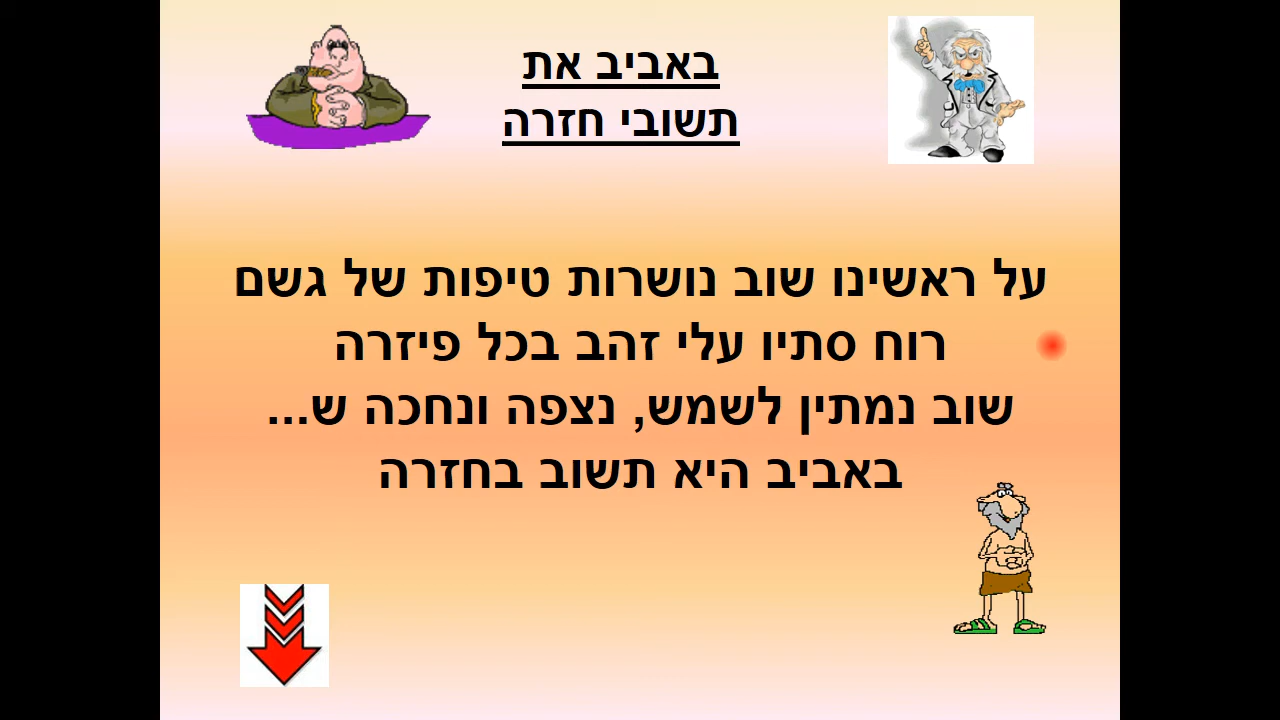 באביב את
תשובי חזרה
על ראשינו שוב נושרות טיפות של גשם
רוח סתיו עלי זהב בכל פיזרה
שוב נמתין לשמש, נצפה ונחכה ש...
באביב היא תשוב בחזרה